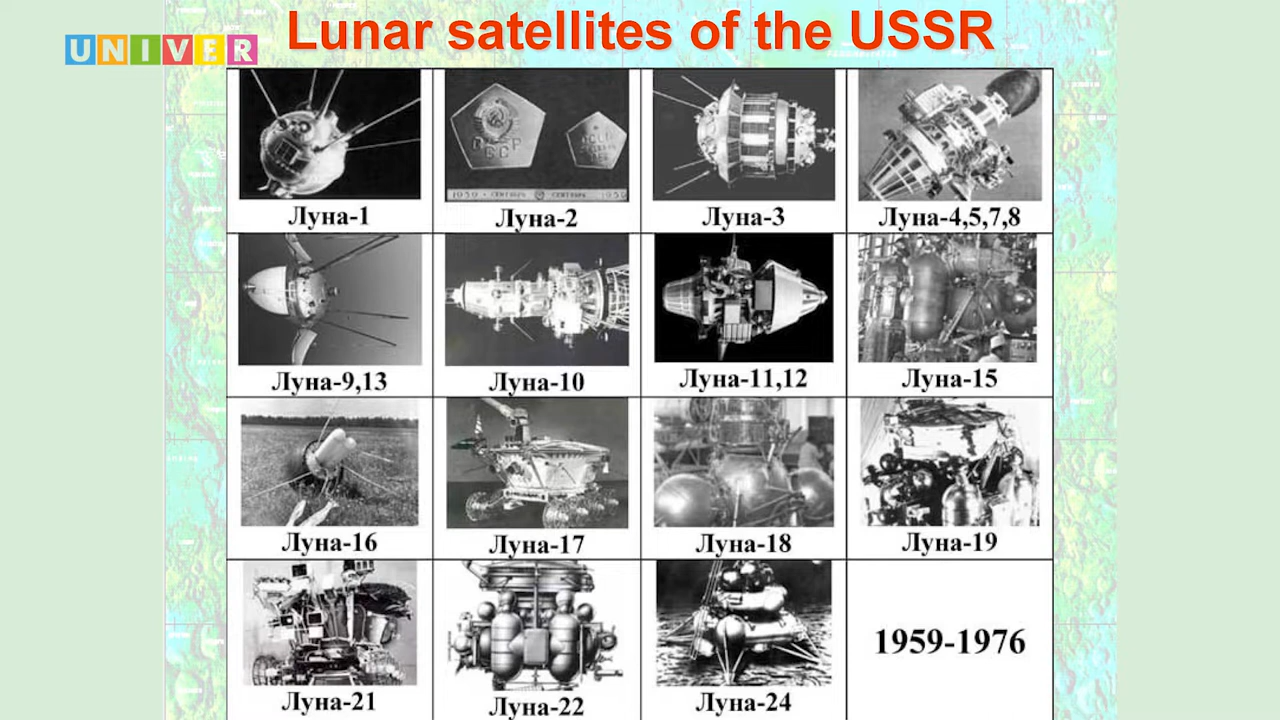 Lunar satellites of the USSR
UNIVER
Луна-1
Луна-2
Луна-3
Луна-4,5,7,8
Луна-9,13
Луна-10
Луна-11,12
Луна-15
Луна-16
Луна-17
Луна-18
Луна-19
Луна-21
Луна-22
Луна-24
1959-1976